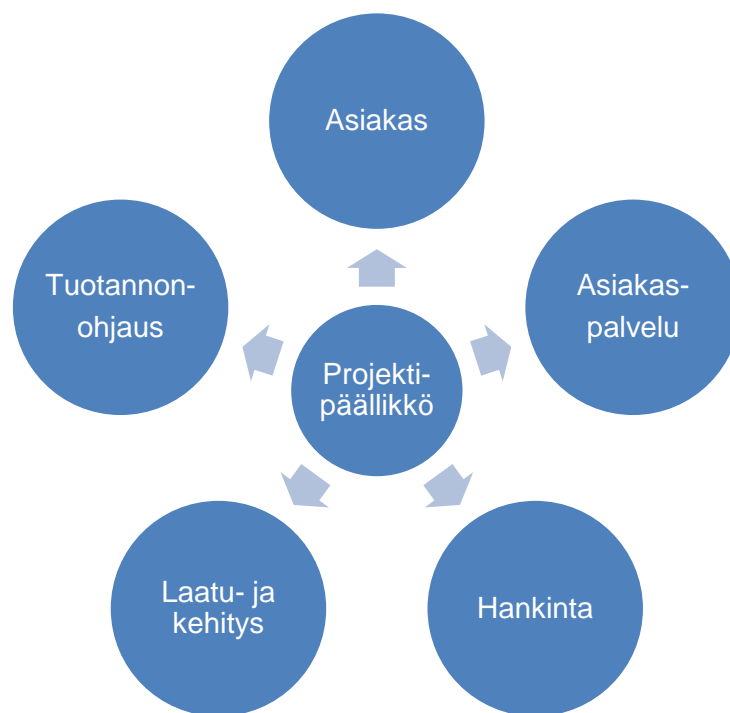 Asiakas
Tuotannon-
ohjaus
Asiakas-
palvelu
Projekti-
päällikkö
Laatu- ja
kehitys
Hankinta